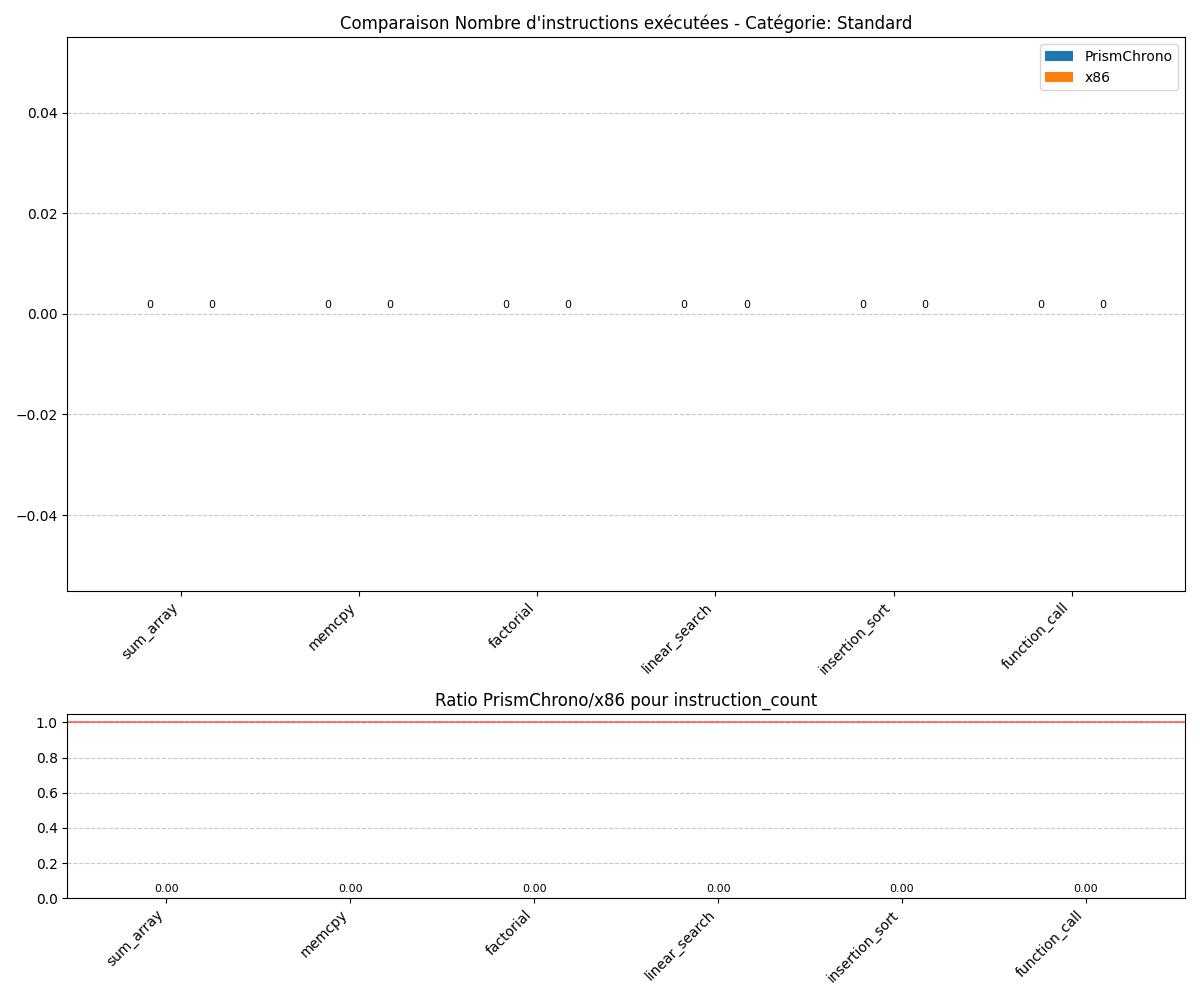 Comparaison Nombre d'instructions exécutées - Catégorie: Standard
PrismChrono
x86
0.04
0.02
0.00
−0.02
−0.04
0 0 0 0 0 0 0 0 0 0 0 0
sum_array
memcpy
factorial
linear_search
insertion_sort
function_call
Ratio PrismChrono/x86 pour instruction_count
1.0
0.8
0.6
0.4
0.2
0.0
0.00 0.00 0.00 0.00 0.00 0.00
sum_array
memcpy
factorial
linear_search
insertion_sort
function_call